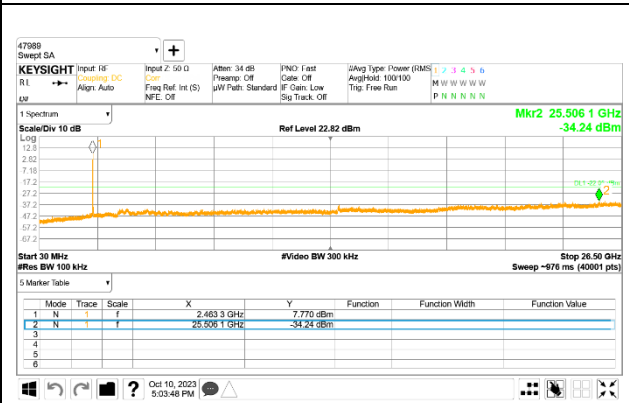 47989
Swept SA
KEYSIGHT Input: RF Input Z: 50 Ω Atten: 34 dB PNO: Fast #Avg Type: Power (RMS 1 2 3 4 5 6
RL Coupling: DC Corr Preamp: Off Gate: Off Avg|Hold: 100/100 M W W W W W
Align: Auto Freq Ref: Int (S) µW Path: Standard IF Gain: Low Trig: Free Run
NFE: Off Sig Track: Off P N N N N N
1 Spectrum Mkr2 25.506 1 GHz
Scale/Div 10 dB Ref Level 22.82 dBm -34.24 dBm
Log
12.8
2.82
-7.18
-17.2
-27.2
-37.2
-47.2
-57.2
-67.2
1
2
Start 30 MHz #Video BW 300 kHz Stop 26.50 GHz
#Res BW 100 kHz Sweep ~976 ms (40001 pts)
5 Marker Table
Mode Trace Scale X Y Function Function Width Function Value
1 N 1 f 2.463 3 GHz 7.770 dBm
2 N 1 f 25.506 1 GHz -34.24 dBm
3
4
5
6
Oct 10, 2023
5:03:48 PM